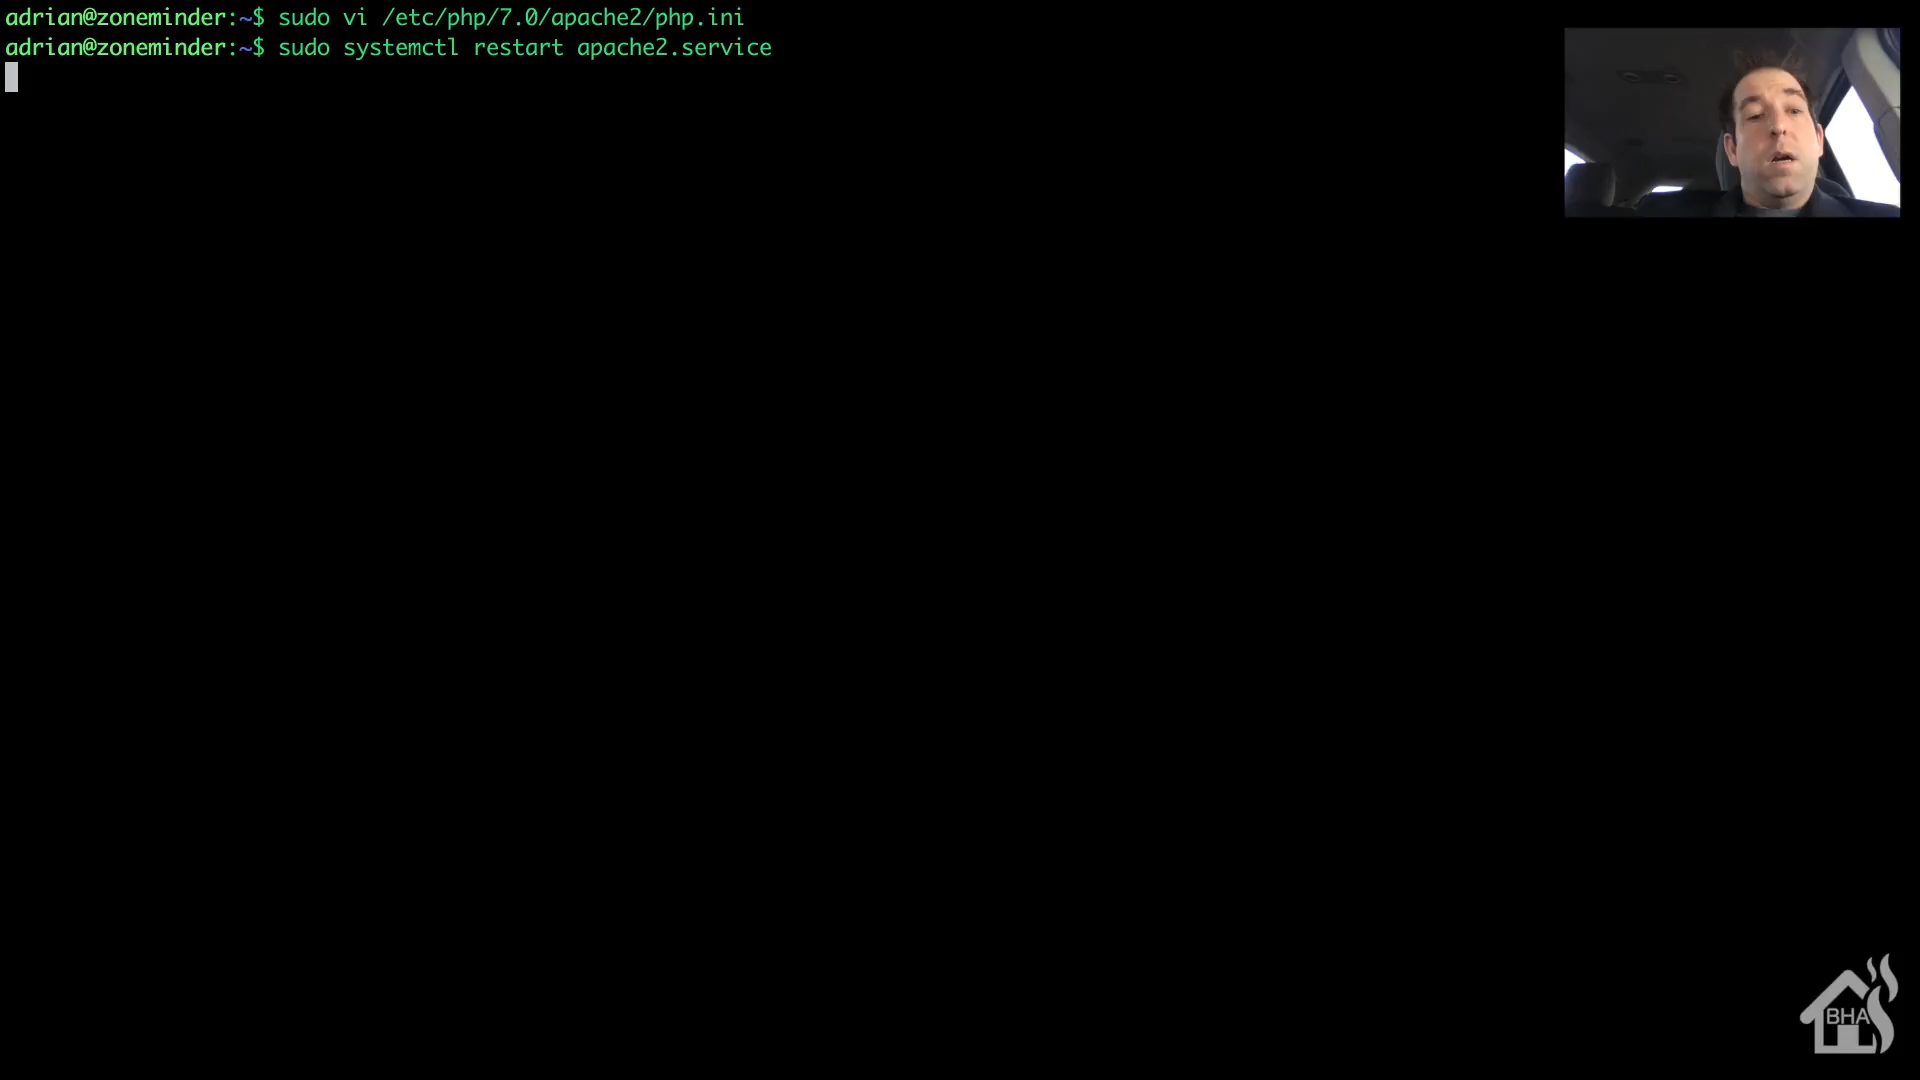 adrian@zoneminder:~$ sudo vi /etc/php/7.0/apache2/php.ini
adrian@zoneminder:~$ sudo systemctl restart apache2.service
BHA